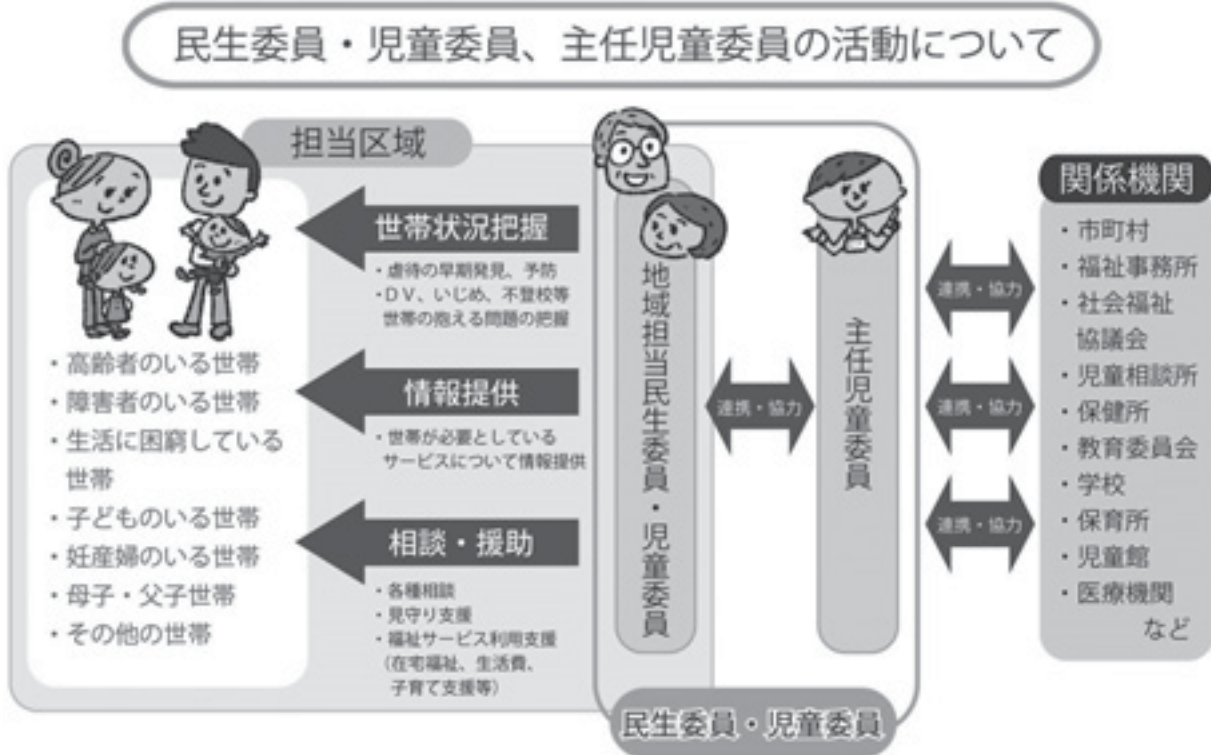 民生委員・児童委員、主任児童委員の活動について
担当区域
・高齢者のいる世帯
・障害者のいる世帯
・生活に困窮している
世帯
・子どものいる世帯
・妊産婦のいる世帯
・母子・父子世帯
・その他の世帯
世帯状況把握
・虐待の早期発見、予防
・DV、いじめ、不登校等
世帯の抱える問題の把握
情報提供
・世帯が必要としている
サービスについて情報提供
相談・援助
・各種相談
・見守り支援
・福祉サービス利用支援
(在宅福祉、生活費、
子育て支援等)
地域担当民生委員・児童委員
連携・協力
主任児童委員
民生委員・児童委員
連携・協力
連携・協力
連携・協力
関係機関
・市町村
・福祉事務所
・社会福祉
協議会
・児童相談所
・保健所
・教育委員会
・学校
・保育所
・児童館
・医療機関
など